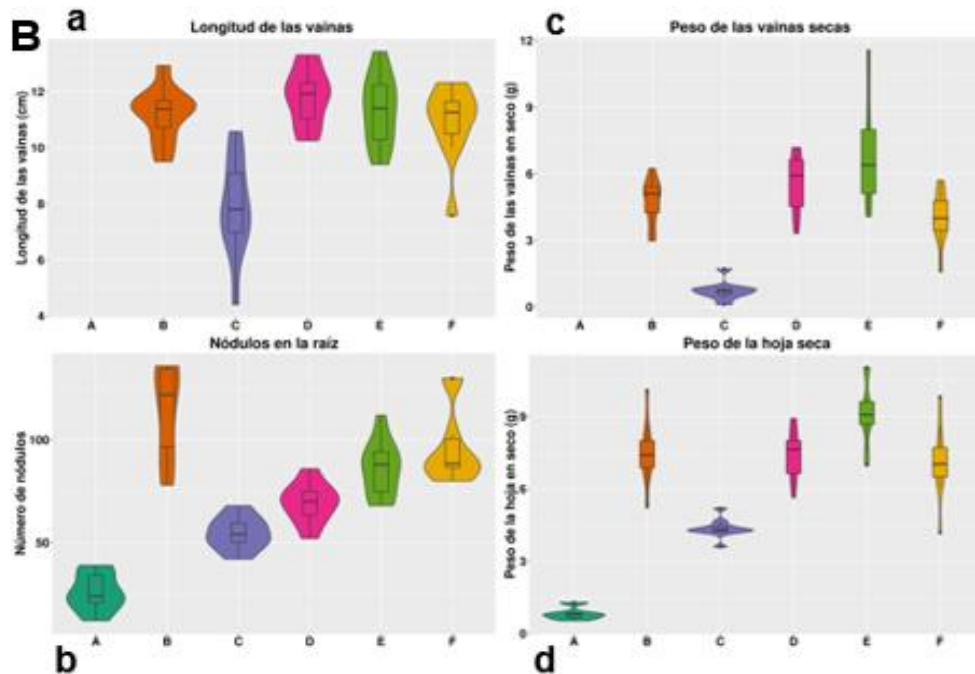 B
a
Longitud de las vainas
Longitud de las vainas (cm)
12
10
8
6
4
A B C D E F
c
Peso de las vainas secas
Peso de las vainas en seco (g)
12
9
6
3
0
A B C D E F
Nódulos en la raíz
Número de nódulos
100
50
A B C D E F
b
Peso de la hoja seca
Peso de la hoja en seco (g)
9
6
3
0
A B C D E F
d